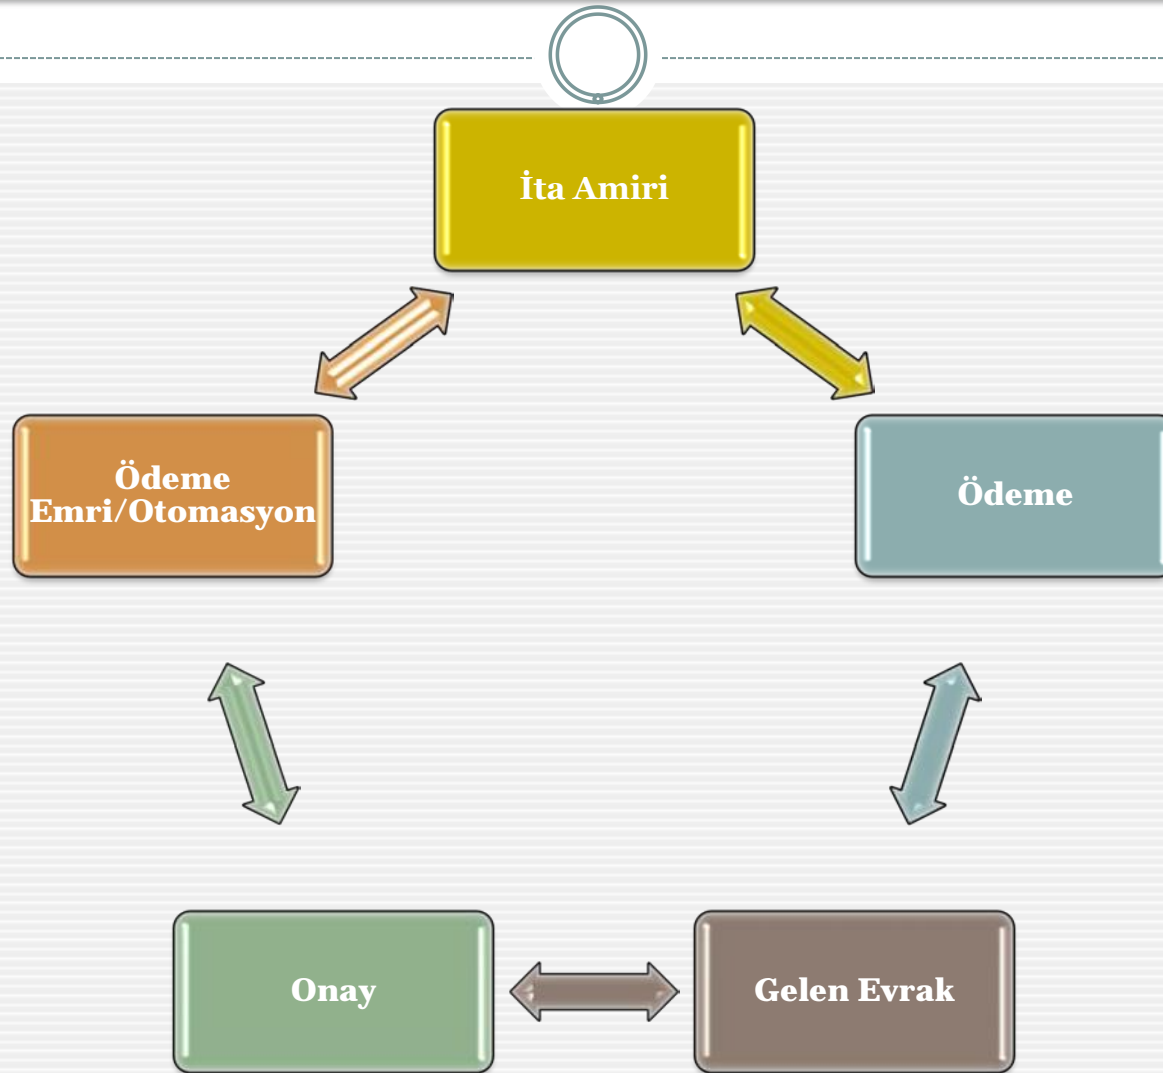 İta Amiri
Ödeme
Emri/Otomasyon
Ödeme
Onay
Gelen Evrak